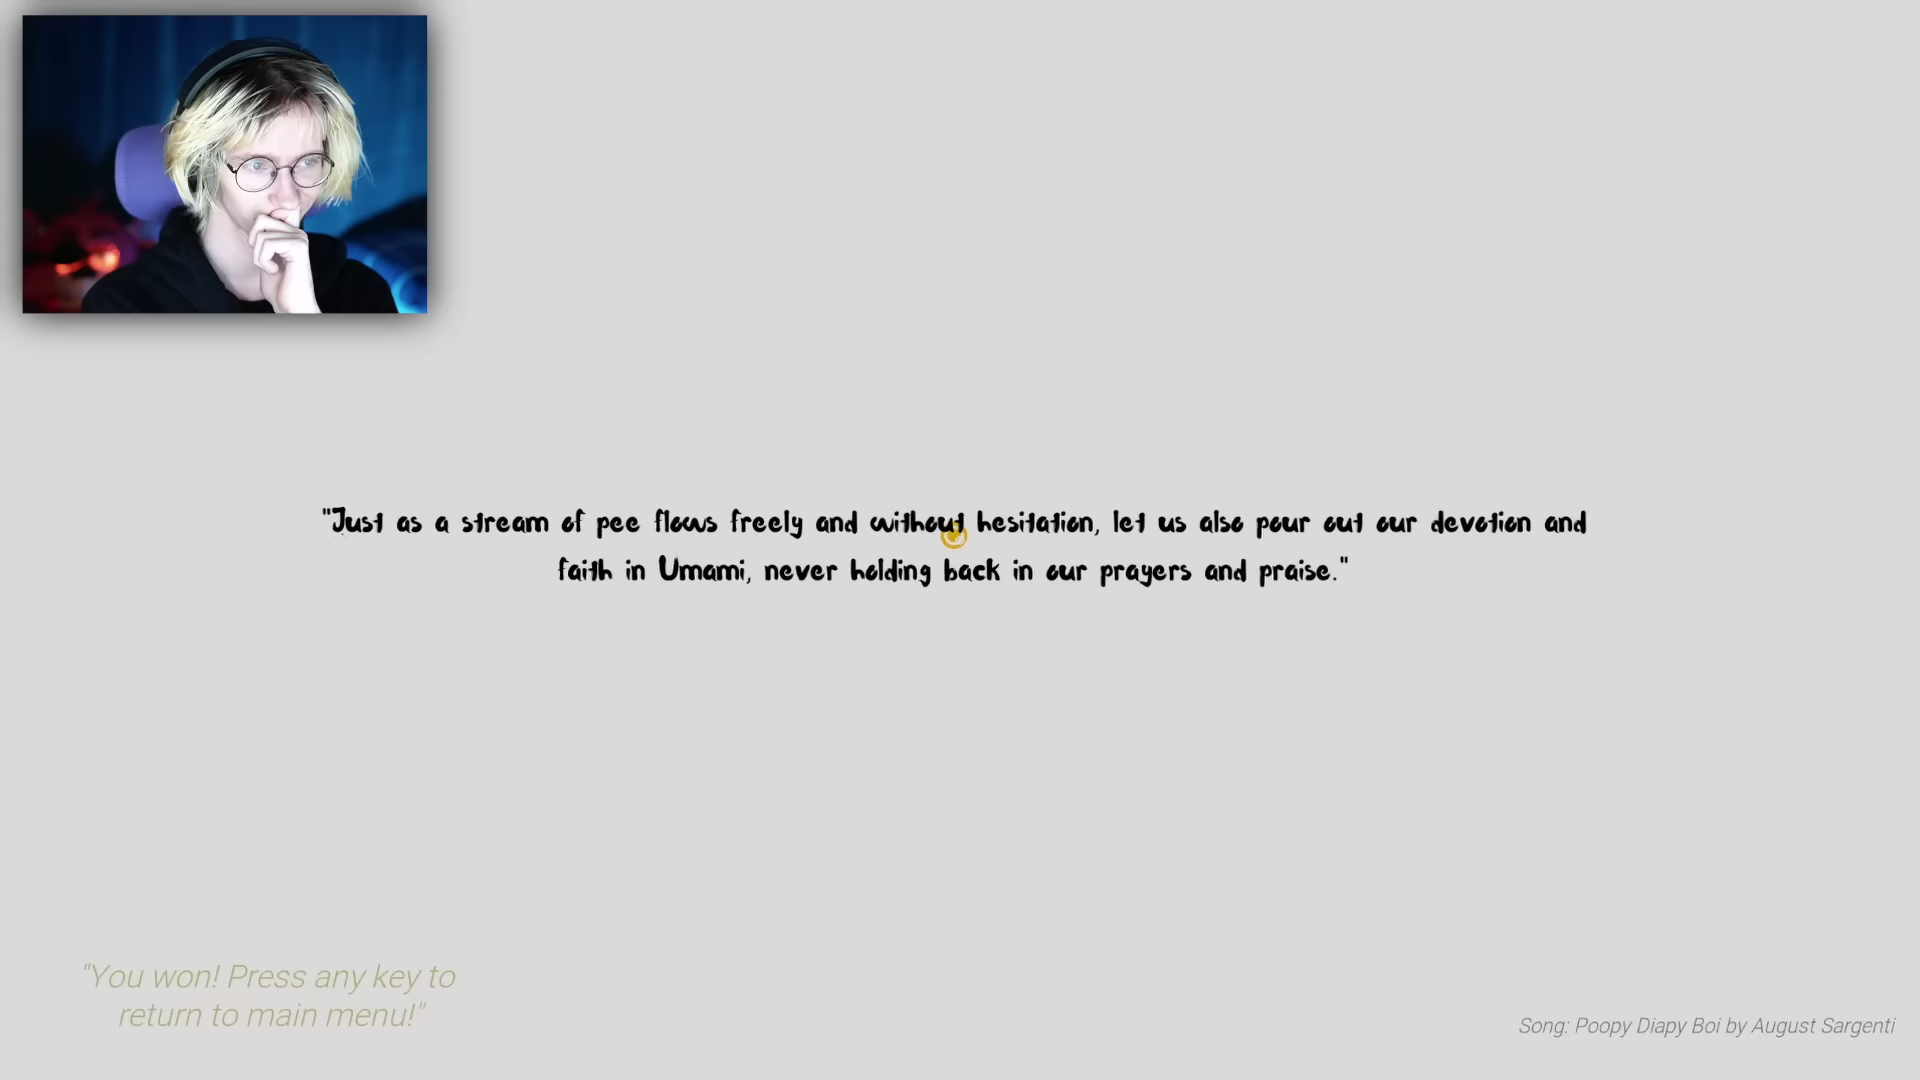 "Just as a stream of pee flows freely and without hesitation, let us also pour out our devotion and
faith in Umami, never holding back in our prayers and praise."
"You won! Press any key to
return to main menu!"
Song: Poopy Diapy Boi by August Sargenti